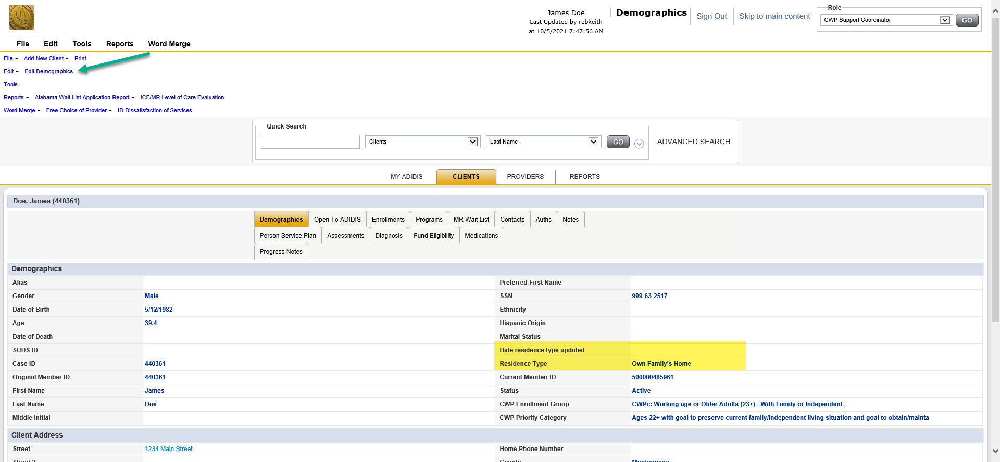 James Doe
Last Updated by rebkeith
at 10/5/2021 7:47:56 AM
Demographics
Sign Out
Skip to main content
Role
CWP Support Coordinator
GO
File Edit Tools Reports Word Merge
File - Add New Client - Print
Edit - Edit Demographics
Tools
Reports - Alabama Wait List Application Report - ICF/MR Level of Care Evaluation
Word Merge - Free Choice of Provider - ID Dissatisfaction of Services
Quick Search
Clients Last Name GO ADVANCED SEARCH
MY ADIDIS CLIENTS PROVIDERS REPORTS
Doe, James (440361)
Demographics Open To ADIDIS Enrollments Programs MR Wait List Contacts Auths Notes
Person Service Plan Assessments Diagnosis Fund Eligibility Medications
Progress Notes
Demographics
Alias Preferred First Name
Gender Male SSN 999-63-2517
Date of Birth 5/12/1982 Ethnicity
Age 39.4 Hispanic Origin
Date of Death Marital Status
SUDS ID Date residence type updated
Case ID 440361 Residence Type Own Family's Home
Original Member ID 440361 Current Member ID 500000485961
First Name James Status Active
Last Name Doe CWP Enrollment Group CWPc: Working age or Older Adults (23+) - With Family or Independent
Middle Initial CWP Priority Category Ages 22+ with goal to preserve current family/independent living situation and goal to obtain/mainta
Client Address
Street 1234 Main Street Home Phone Number
Street 2 County Montgomery